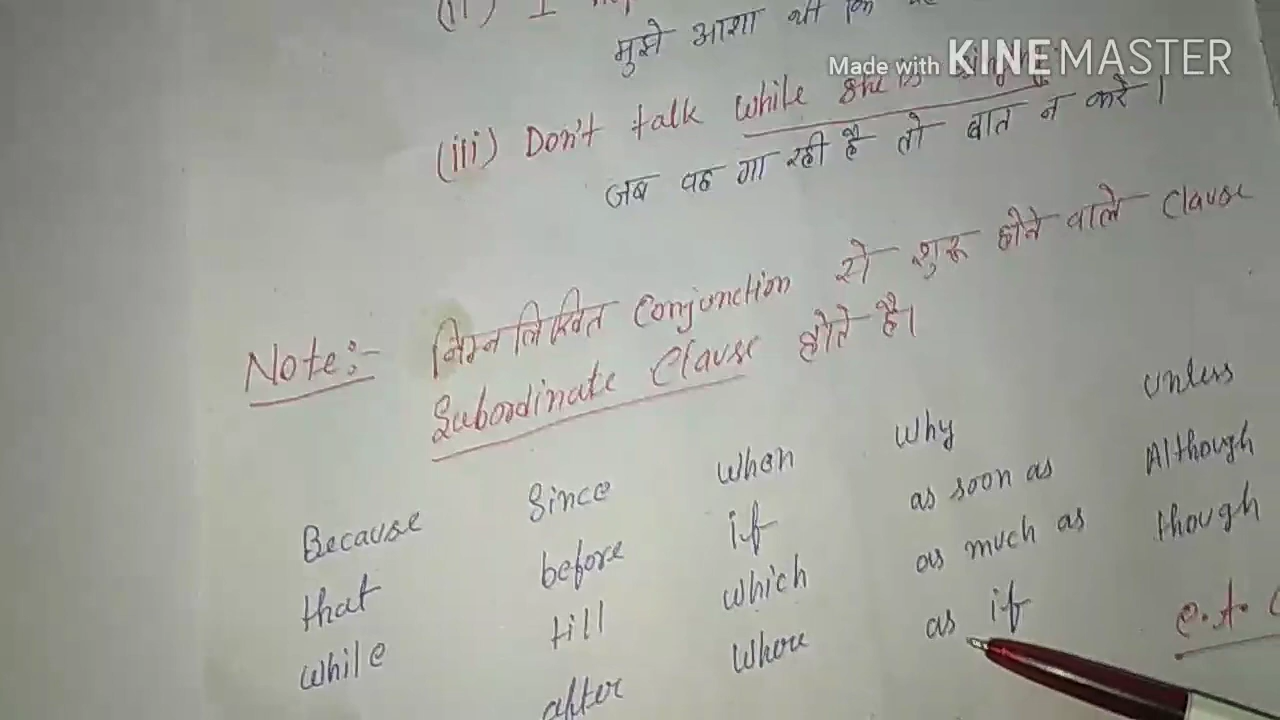 (ii) I
मुझे आशा थी कि
Made with KINEMASTER
(iii) Don't talk while she is singing
जब वह गा रही है तो बात न करे ।
Note:- निम्नलिखित Conjunction से शुरू होने वाले Clause
Subordinate Clause होते है।
Because Since when why unless
that before if as soon as Although
while till which as much as though
after where as if e.t.c